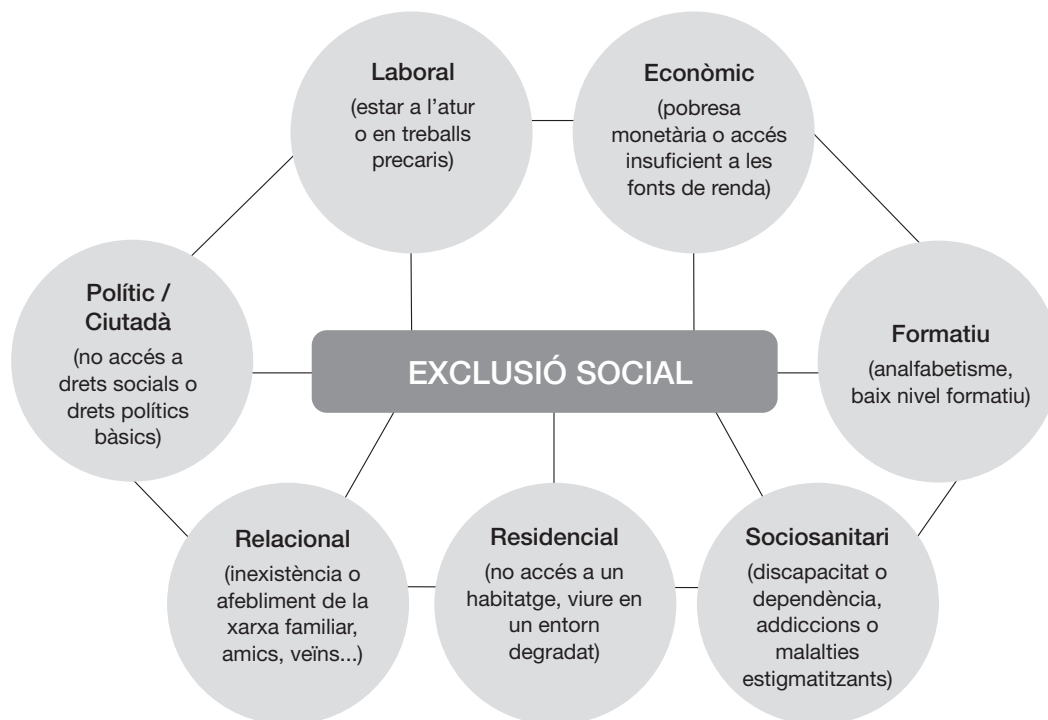 Laboral
(estar a l’atur
o en treballs
precaris)
Econòmic
(pobresa
monetària o accés
insuficient a les
fonts de renda)
Polític /
Ciutadà
(no accés a
drets socials o
drets polítics
bàsics)
EXCLUSIÓ SOCIAL
Formatiu
(analfabetisme,
baix nivell formatiu)
Relacional
(inexistència o
afebliment de la
xarxa familiar,
amics, veïns...)
Residencial
(no accés a un
habitatge, viure en
un entorn
degradat)
Sociosanitari
(discapacitat o
dependència,
addiccions o
malalties
estigmatitzants)